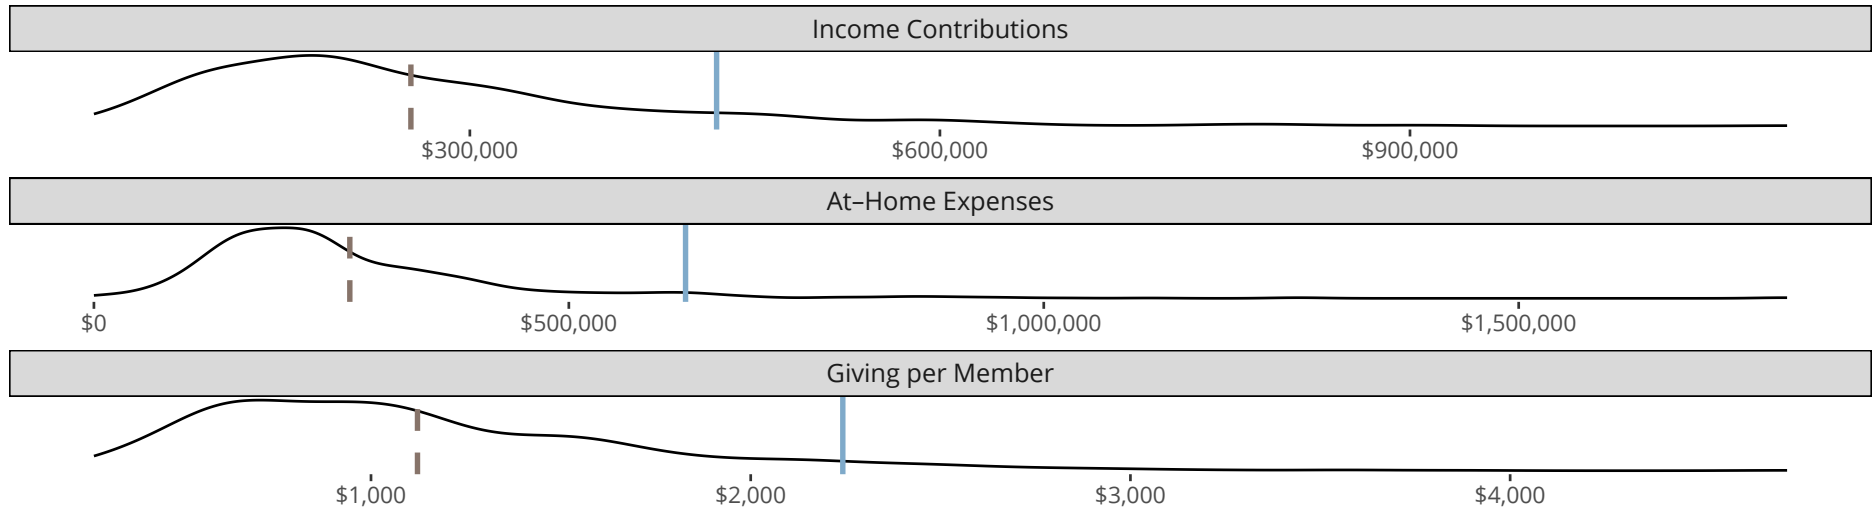 Income Contributions
$300,000 $600,000 $900,000
At–Home Expenses
$0 $500,000 $1,000,000 $1,500,000
Giving per Member
$1,000 $2,000 $3,000 $4,000